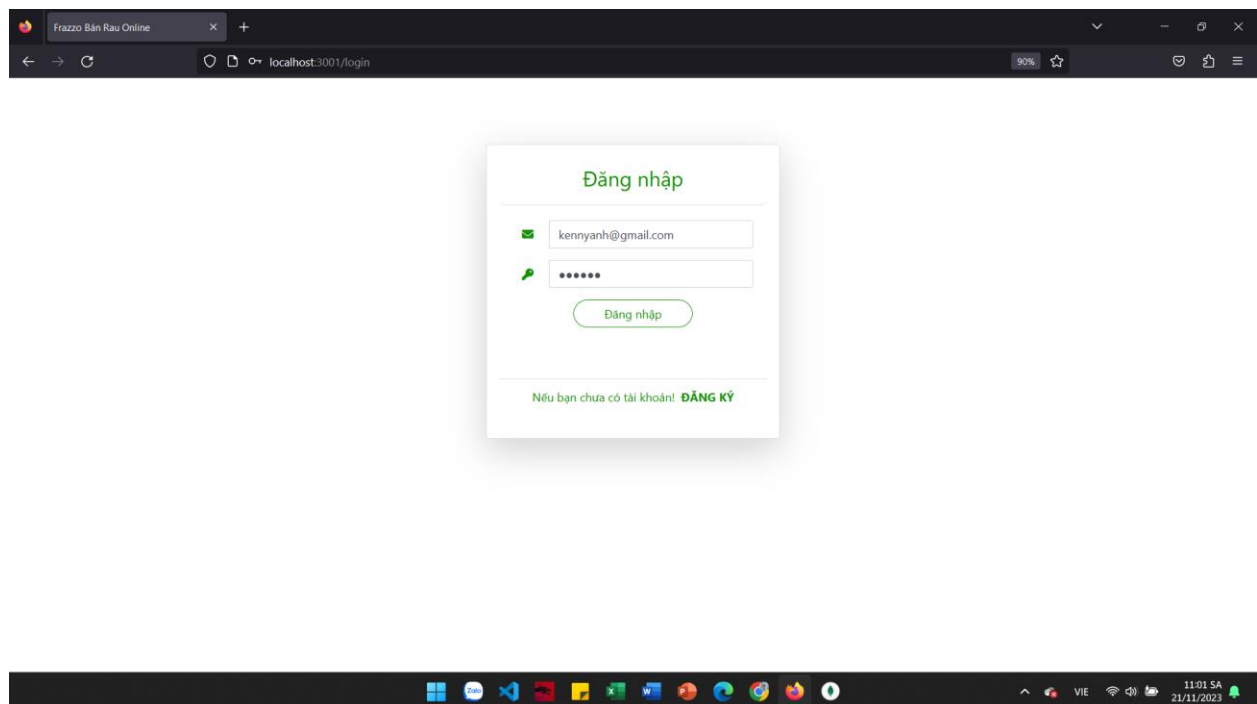 Frazzo Bán Rau Online
localhost:3001/login
90%
Đăng nhập
kennyanh@gmail.com
Đăng nhập
Nếu bạn chưa có tài khoản! ĐĂNG KÝ
Zalo
VIE
11:01 SA
21/11/2023